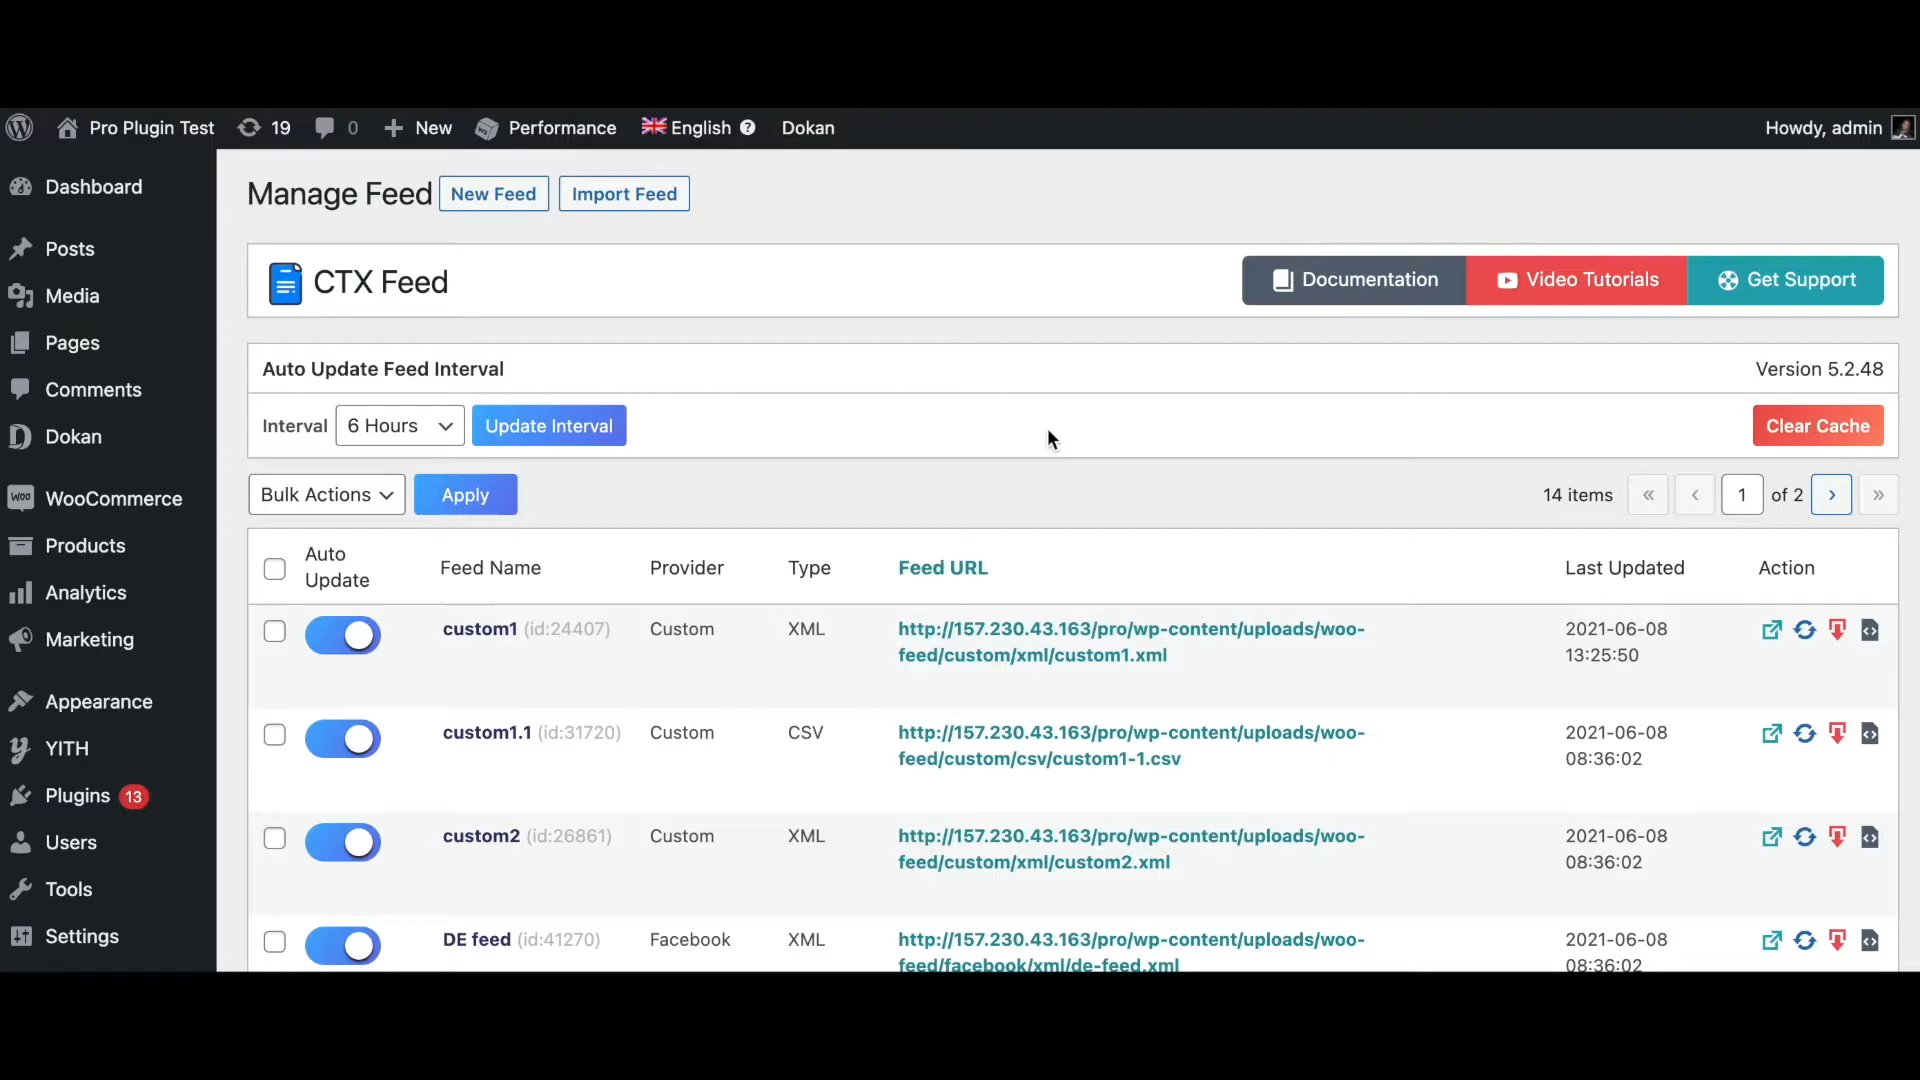 Pro Plugin Test 19 0 New Performance English Dokan Howdy, admin
Dashboard
Posts
Media
Pages
Comments
Dokan
WooCommerce
Products
Analytics
Marketing
Appearance
YITH
Plugins 13
Users
Tools
Settings
Manage Feed New Feed Import Feed
CTX Feed Documentation Video Tutorials Get Support
Auto Update Feed Interval Version 5.2.48
Interval 6 Hours Update Interval Clear Cache
Bulk Actions Apply 14 items « ‹ 1 of 2 › »
Auto
Update Feed Name Provider Type Feed URL Last Updated Action
custom1 (id:24407) Custom XML http://157.230.43.163/pro/wp-content/uploads/woo- 2021-06-08
feed/custom/xml/custom1.xml 13:25:50
custom1.1 (id:31720) Custom CSV http://157.230.43.163/pro/wp-content/uploads/woo- 2021-06-08
feed/custom/csv/custom1-1.csv 08:36:02
custom2 (id:26861) Custom XML http://157.230.43.163/pro/wp-content/uploads/woo- 2021-06-08
feed/custom/xml/custom2.xml 08:36:02
DE feed (id:41270) Facebook XML http://157.230.43.163/pro/wp-content/uploads/woo- 2021-06-08
feed/facebook/xml/de-feed.xml 08:36:02